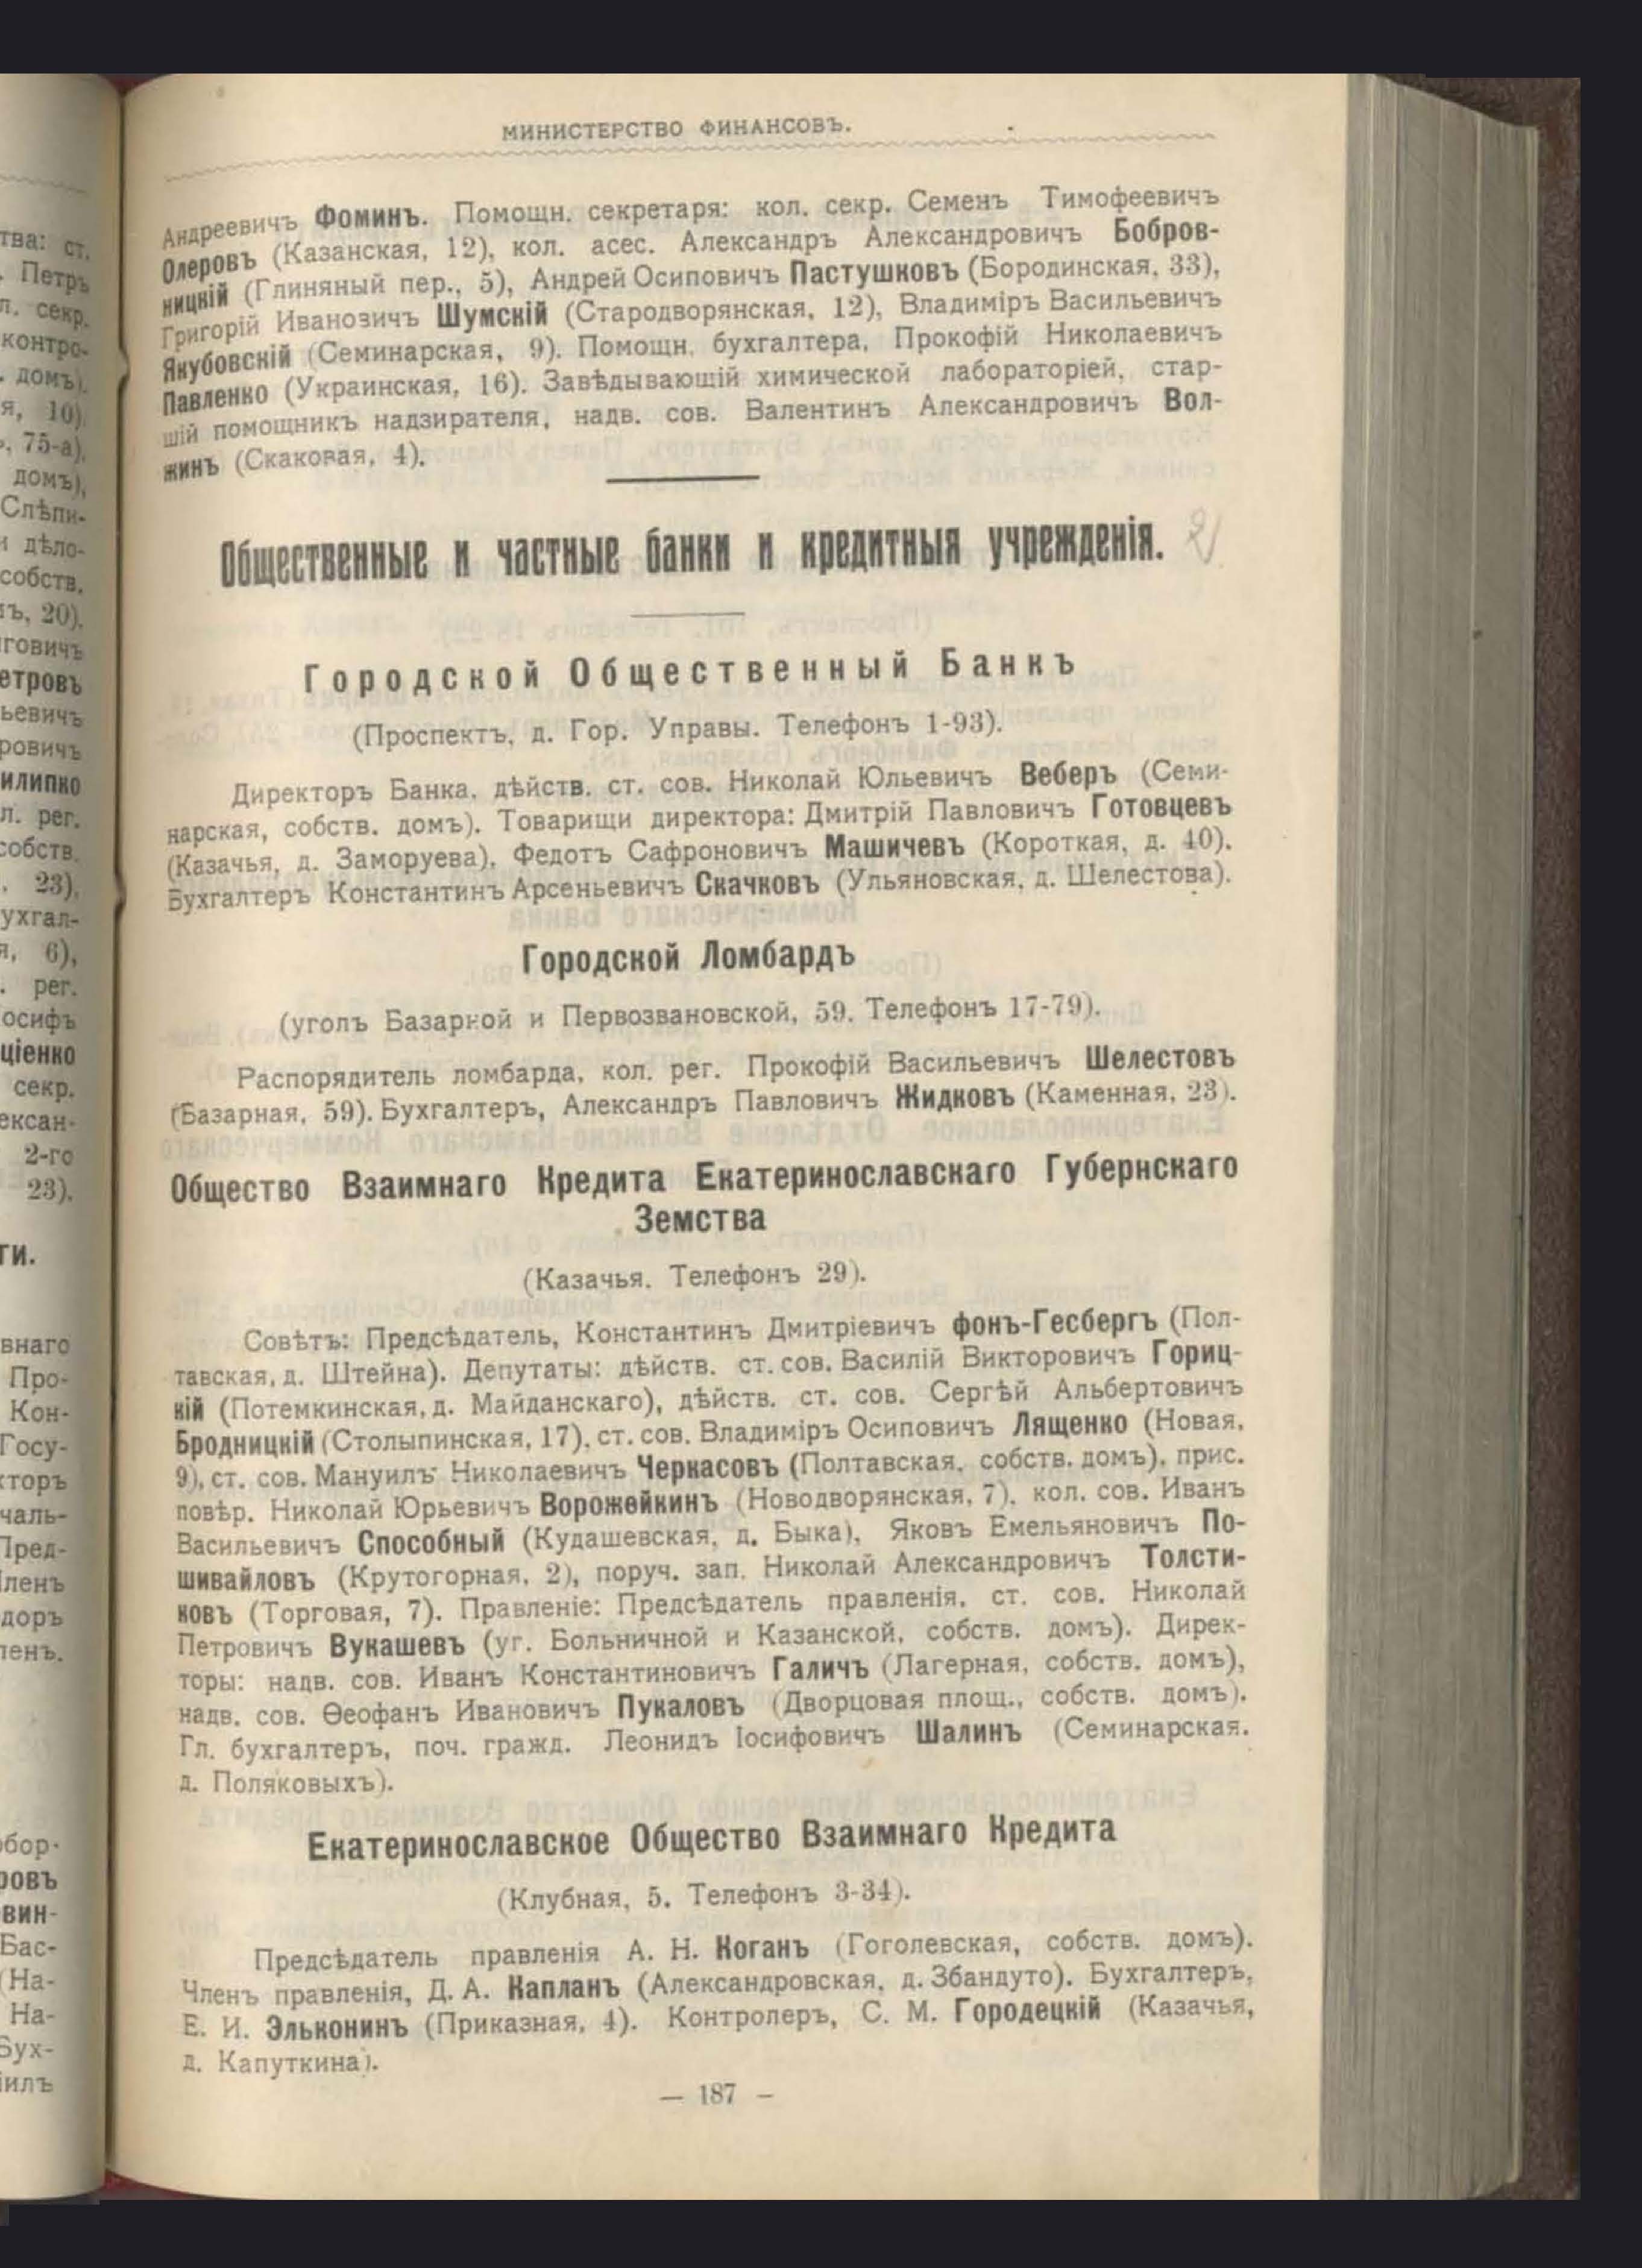 МИНИСТЕРСТВО ФИНАНСОВЪ.
Андреевичъ Фоминъ. Помощн. секретаря: кол. секр. Семенъ Тимофеевичъ
Олеровъ (Казанская, 12), кол. асес. Александръ Александровичъ Бобров-
ницкій (Глиняный пер., 5), Андрей Осиповичъ Пастушковъ (Бородинская, 33),
Григорій Ивановичъ Шумскій (Стародворянская, 12), Владиміръ Васильевичъ
Якубовскій (Семинарская, 9). Помощн. бухгалтера, Прокофій Николаевичъ
Павленко (Украинская, 16). Завѣдывающій химической лабораторіей, стар-
шій помощникъ надзирателя, надв. сов. Валентинъ Александровичъ Вол-
жинъ (Скаковая, 4).
Общественные и частные банки и кредитныя учрежденія.
Городской Общественный Банкъ
(Проспектъ, д. Гор. Управы. Телефонъ 1-93).
Директоръ Банка, дѣйств. ст. сов. Николай Юльевичъ Веберъ (Семи-
нарская, собств. домъ). Товарищи директора: Дмитрій Павловичъ Готовцевъ
(Казачья, д. Заморуева), Федотъ Сафроновичъ Машичевъ (Короткая, д. 40).
Бухгалтеръ Константинъ Арсеньевичъ Скачковъ (Ульяновская, д. Шелестова).
Городской Ломбардъ
(уголъ Базарной и Первозвановской, 59. Телефонъ 17-79).
Распорядитель ломбарда, кол. рег. Прокофій Васильевичъ Шелестовъ
(Базарная, 59). Бухгалтеръ, Александръ Павловичъ Жидковъ (Каменная, 23).
Общество Взаимнаго Кредита Екатеринославскаго Губернскаго
Земства
(Казачья. Телефонъ 29).
Совѣтъ: Предсѣдатель, Константинъ Дмитріевичъ фонъ-Гесбергъ (Пол-
тавская, д. Штейна). Депутаты: дѣйств. ст. сов. Василій Викторовичъ Гориц-
кій (Потемкинская, д. Майданскаго), дѣйств. ст. сов. Сергѣй Альбертовичъ
Бродницкій (Столыпинская, 17), ст. сов. Владиміръ Осиповичъ Лященко (Новая,
9), ст. сов. Мануилъ Николаевичъ Черкасовъ (Полтавская, собств. домъ), прис.
повѣр. Николай Юрьевичъ Ворожейкинъ (Новодворянская, 7), кол. сов. Иванъ
Васильевичъ Способный (Кудашевская, д. Быка), Яковъ Емельяновичъ По-
шивайловъ (Крутогорная, 2), поруч. зап. Николай Александровичъ Толсти-
ковъ (Торговая, 7). Правленіе: Предсѣдатель правленія, ст. сов. Николай
Петровичъ Вукашевъ (уг. Больничной и Казанской, собств. домъ). Дирек-
торы: надв. сов. Иванъ Константиновичъ Галичъ (Лагерная, собств. домъ),
надв. сов. Ѳеофанъ Ивановичъ Пукаловъ (Дворцовая площ., собств. домъ).
Гл. бухгалтеръ, поч. гражд. Леонидъ Іосифовичъ Шалинъ (Семинарская.
д. Поляковыхъ).
Екатеринославское Общество Взаимнаго Кредита
(Клубная, 5. Телефонъ 3-34).
Предсѣдатель правленія А. Н. Коганъ (Гоголевская, собств. домъ).
Членъ правленія, Д. А. Капланъ (Александровская, д. Збандуто). Бухгалтеръ,
Е. И. Эльконинъ (Приказная, 4). Контролеръ, С. М. Городецкій (Казачья,
д. Капуткина).
— 187 —